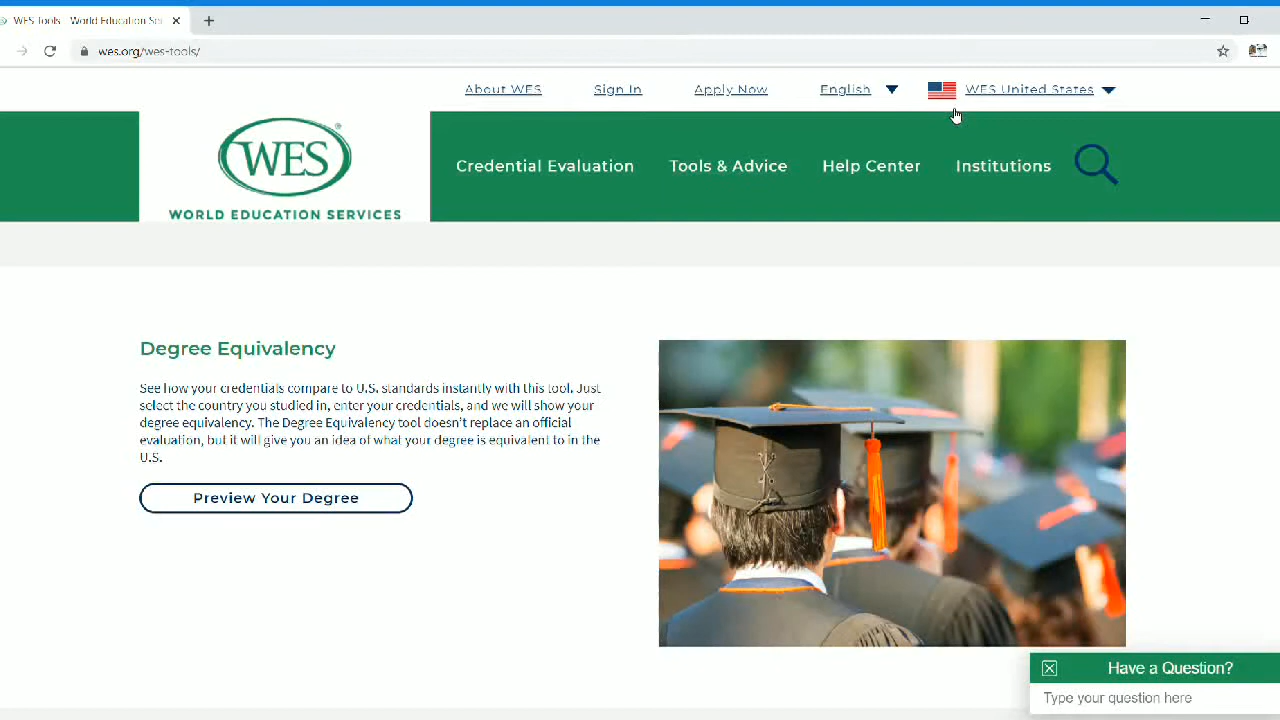 WES Tools - World Education Ser
wes.org/wes-tools/
About WES Sign In Apply Now English WES United States
WES
®
WORLD EDUCATION SERVICES
Credential Evaluation Tools & Advice Help Center Institutions
Degree Equivalency
See how your credentials compare to U.S. standards instantly with this tool. Just
select the country you studied in, enter your credentials, and we will show your
degree equivalency. The Degree Equivalency tool doesn't replace an official
evaluation, but it will give you an idea of what your degree is equivalent to in the
U.S.
Preview Your Degree
Have a Question?
Type your question here